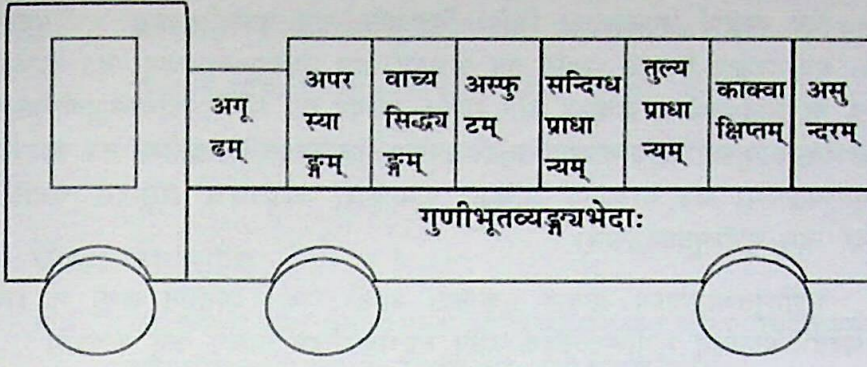 अगू
ढम्
अपर
स्या
ङ्गम्
वाच्य
सिद्ध्य
ङ्गम्
अस्फु
टम्
सन्दिग्ध
प्राधा
न्यम्
तुल्य
प्राधा
न्यम्
काक्वा
क्षिप्तम्
असु
न्दरम्
गुणीभूतव्यङ्ग्यभेदाः